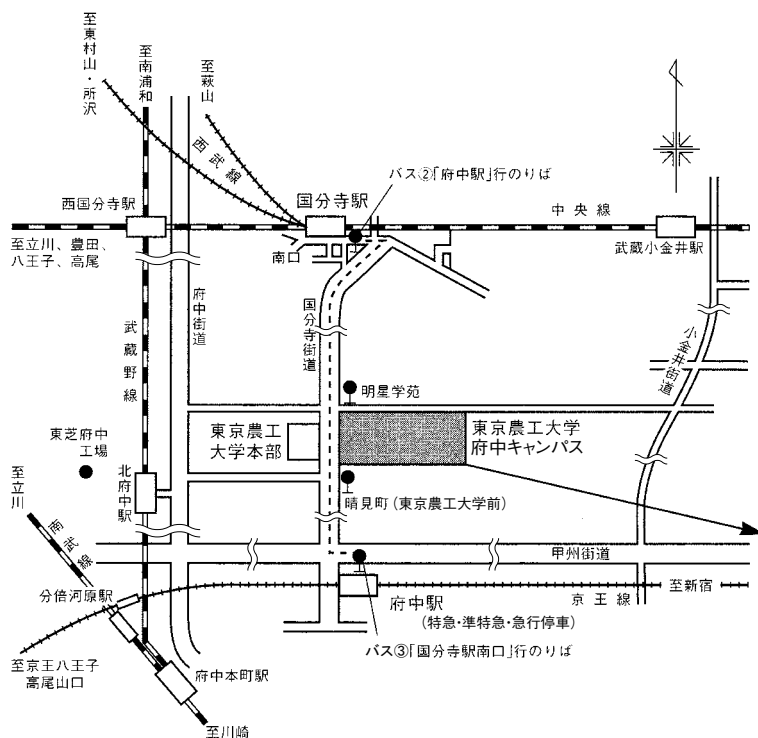 至東村山・所沢
至南浦和
至萩山
西武線
バス②「府中駅」行のりば
国分寺駅
西国分寺駅
中央線
武蔵小金井駅
至立川、豊田、
八王子、高尾
南口
府中街道
国分寺街道
武蔵野線
小金井街道
明星学苑
東京農工
大学本部
東京農工大学
府中キャンパス
東芝府中
工場
北府中駅
至立川
晴見町(東京農工大学前)
南武線
甲州街道
分倍河原駅
府中駅
(特急・準特急・急行停車)
京王線
至新宿
バス③「国分寺駅南口」行のりば
至京王八王子
高尾山口
府中本町駅
至川崎